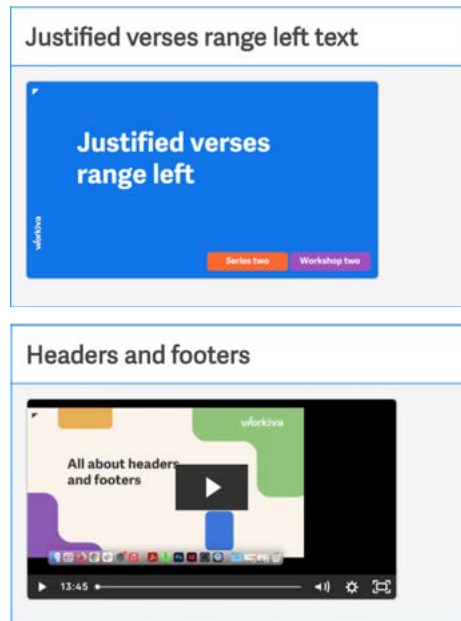 Justified verses range left text
Justified verses
range left
workiva
Series two
Workshop two
Headers and footers
workiva
All about headers
and footers
13:45